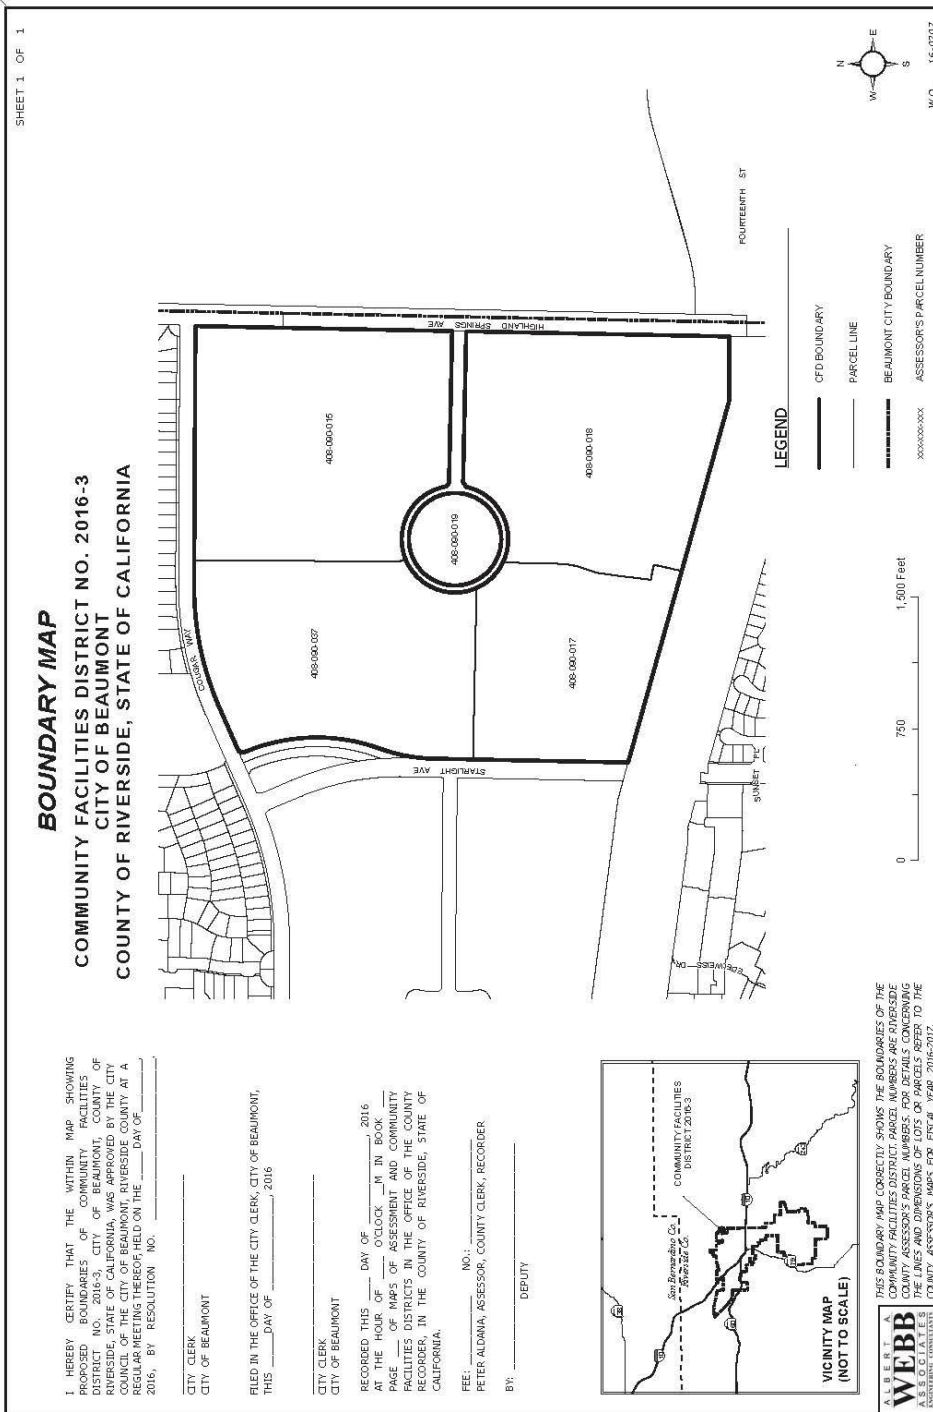 SHEET 1 OF 1
BOUNDARY MAP
COMMUNITY FACILITIES DISTRICT NO. 2016-3
CITY OF BEAUMONT
COUNTY OF RIVERSIDE, STATE OF CALIFORNIA
I HEREBY CERTIFY THAT THE WITHIN MAP SHOWING
PROPOSED BOUNDARIES OF COMMUNITY FACILITIES
DISTRICT NO. 2016-3, CITY OF BEAUMONT, COUNTY OF
RIVERSIDE, STATE OF CALIFORNIA, WAS APPROVED BY THE CITY
COUNCIL OF THE CITY OF BEAUMONT, RIVERSIDE COUNTY AT A
REGULAR MEETING THEREOF, HELD ON THE ____ DAY OF ________,
2016, BY RESOLUTION NO. ____________.
CITY CLERK
CITY OF BEAUMONT
FILED IN THE OFFICE OF THE CITY CLERK, CITY OF BEAUMONT,
THIS ____ DAY OF ________, 2016
CITY CLERK
CITY OF BEAUMONT
RECORDED THIS ____ DAY OF ________, 2016
AT THE HOUR OF ____ O'CLOCK __M IN BOOK ____
PAGE ____ OF MAPS OF ASSESSMENT AND COMMUNITY
FACILITIES DISTRICTS IN THE OFFICE OF THE COUNTY
RECORDER, IN THE COUNTY OF RIVERSIDE, STATE OF
CALIFORNIA.
FEE: ________ NO.: ________
PETER ALDANA, ASSESSOR, COUNTY CLERK, RECORDER
BY: ____________
DEPUTY
COUGAR WAY
HIGHLAND SPRINGS AVE
STARLIGHT AVE
FOURTEENTH ST
EDELWEISS DR
408-090-037
408-090-015
408-090-019
408-090-017
408-090-018
N
W
E
S
LEGEND
CFD BOUNDARY
PARCEL LINE
BEAUMONT CITY BOUNDARY
XXX-XXX-XXX ASSESSOR'S PARCEL NUMBER
0 750 1,500 Feet
San Bernardino Co.
Riverside Co.
COMMUNITY FACILITIES
DISTRICT 2016-3
VICINITY MAP
(NOT TO SCALE)
ALBERT A
WEBB
ASSOCIATES
ENGINEERING CONSULTANTS
THIS BOUNDARY MAP CORRECTLY SHOWS THE BOUNDARIES OF THE
COMMUNITY FACILITIES DISTRICT. PARCEL NUMBERS ARE RIVERSIDE
COUNTY ASSESSOR'S PARCEL NUMBERS. FOR DETAILS CONCERNING
THE LINES AND DIMENSIONS OF LOTS OR PARCELS REFER TO THE
COUNTY ASSESSOR'S MAPS FOR FISCAL YEAR 2016-2017.